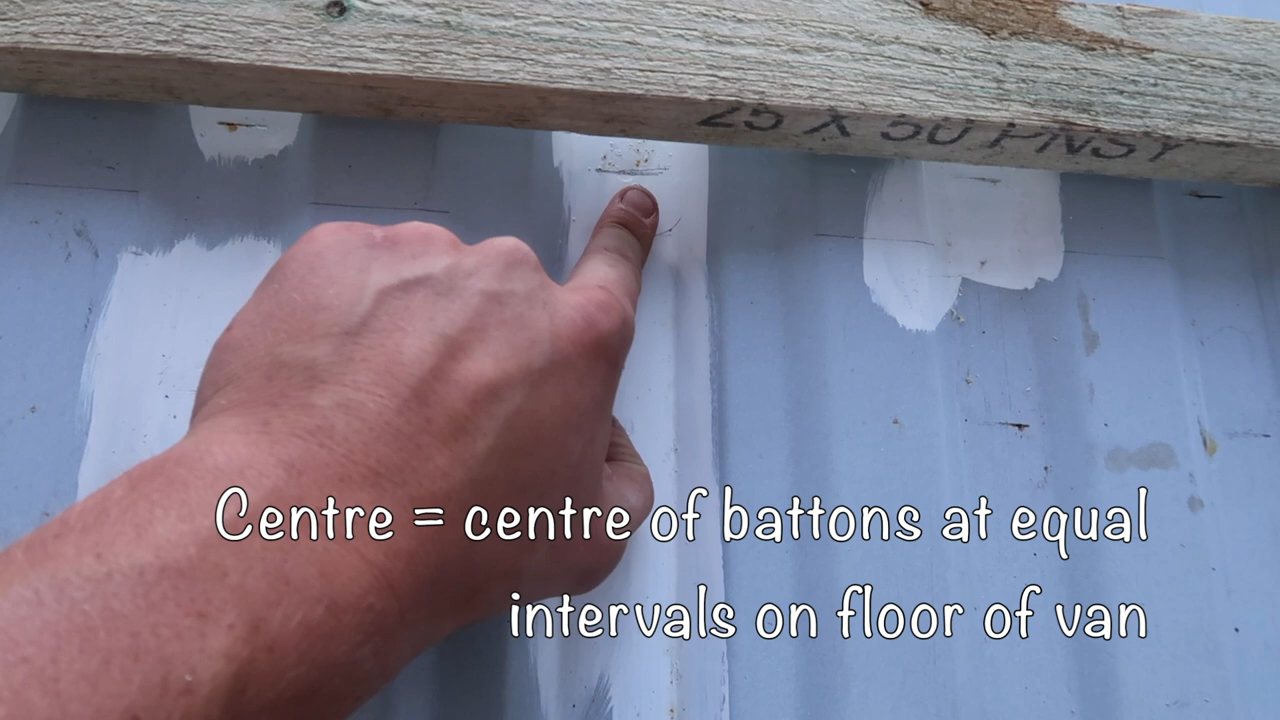 25 X 50 PNSY
Centre = centre of battons at equal
intervals on floor of van